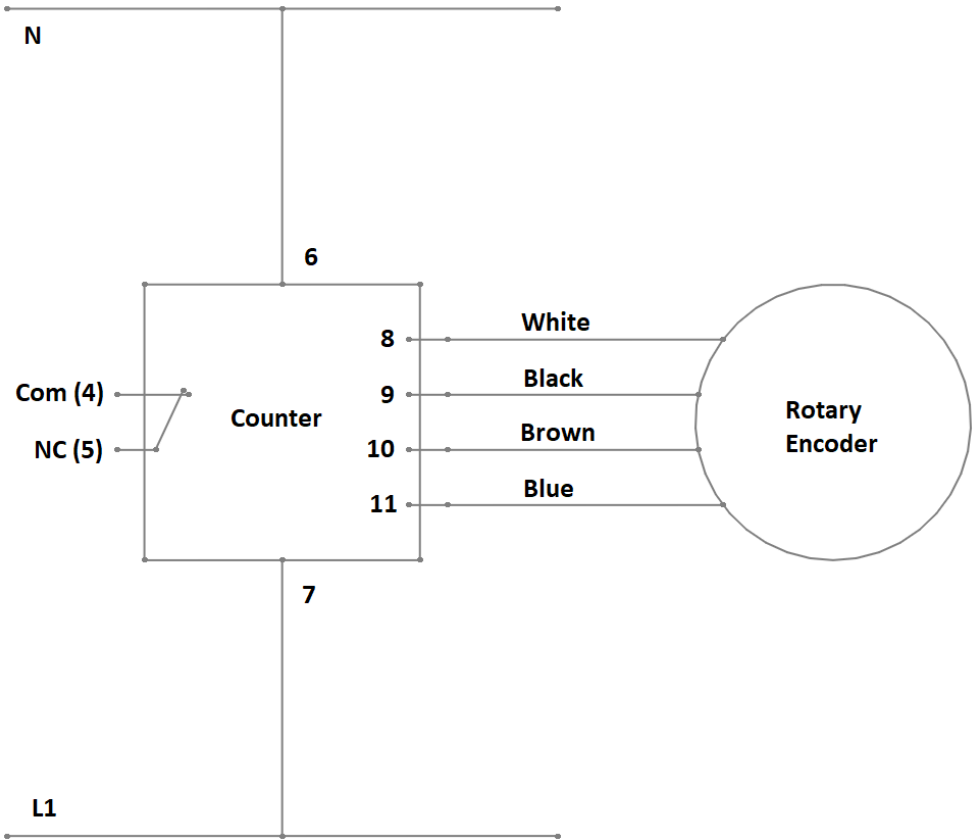 N
6
8
White
Com (4)
9
Black
Counter
Rotary
Encoder
NC (5)
10
Brown
11
Blue
7
L1